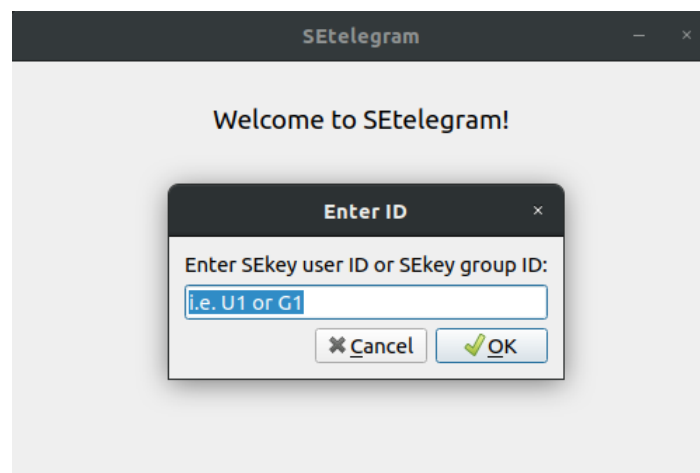 SEtelegram
Welcome to SEtelegram!
Enter ID
Enter SEkey user ID or SEkey group ID:
i.e. U1 or G1
Cancel
OK